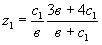 z₁ = c₁/в · (3в + 4c₁)/(в + c₁)